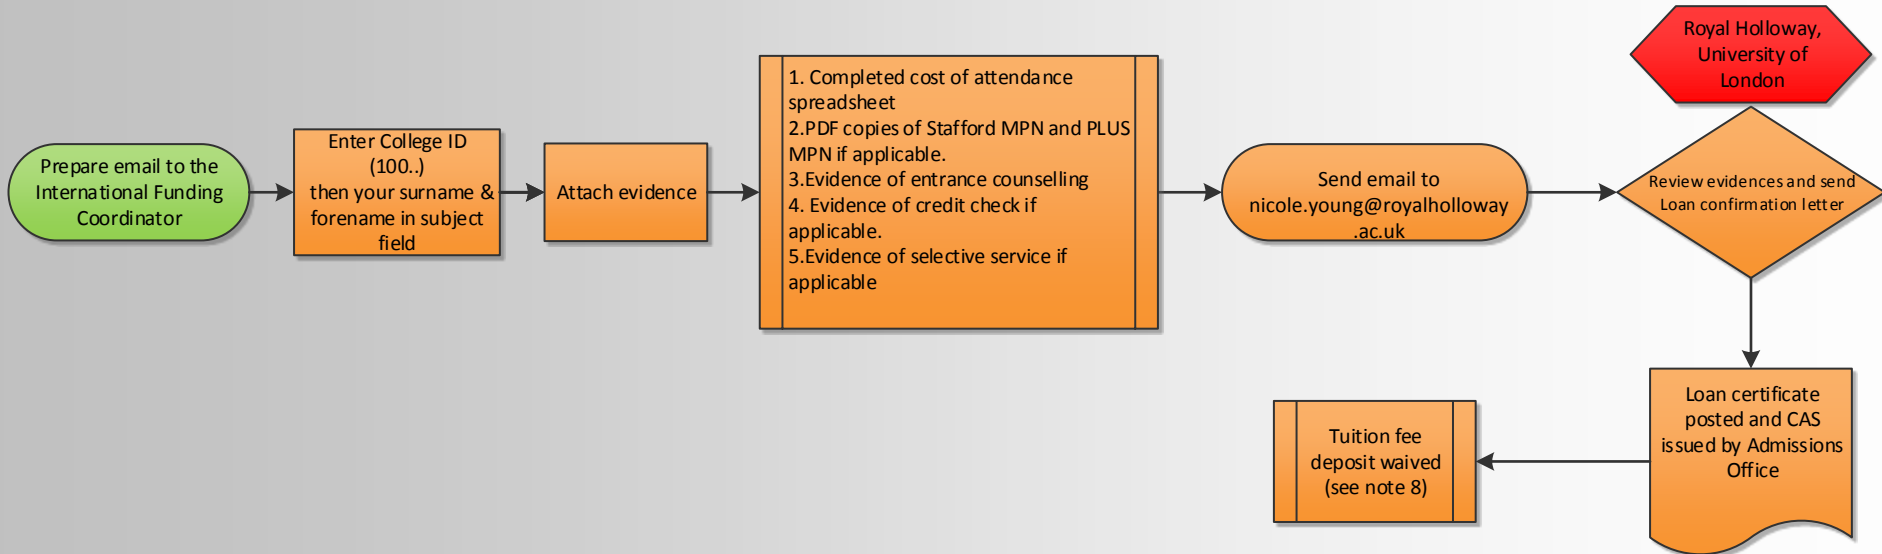 Prepare email to the
International Funding
Coordinator
Enter College ID
(100..)
then your surname &
forename in subject
field
Attach evidence
1. Completed cost of attendance
spreadsheet
2.PDF copies of Stafford MPN and PLUS
MPN if applicable.
3.Evidence of entrance counselling
4. Evidence of credit check if
applicable.
5.Evidence of selective service if
applicable
Send email to
nicole.young@royalholloway
.ac.uk
Royal Holloway,
University of
London
Review evidences and send
Loan confirmation letter
Loan certificate
posted and CAS
issued by Admissions
Office
Tuition fee
deposit waived
(see note 8)